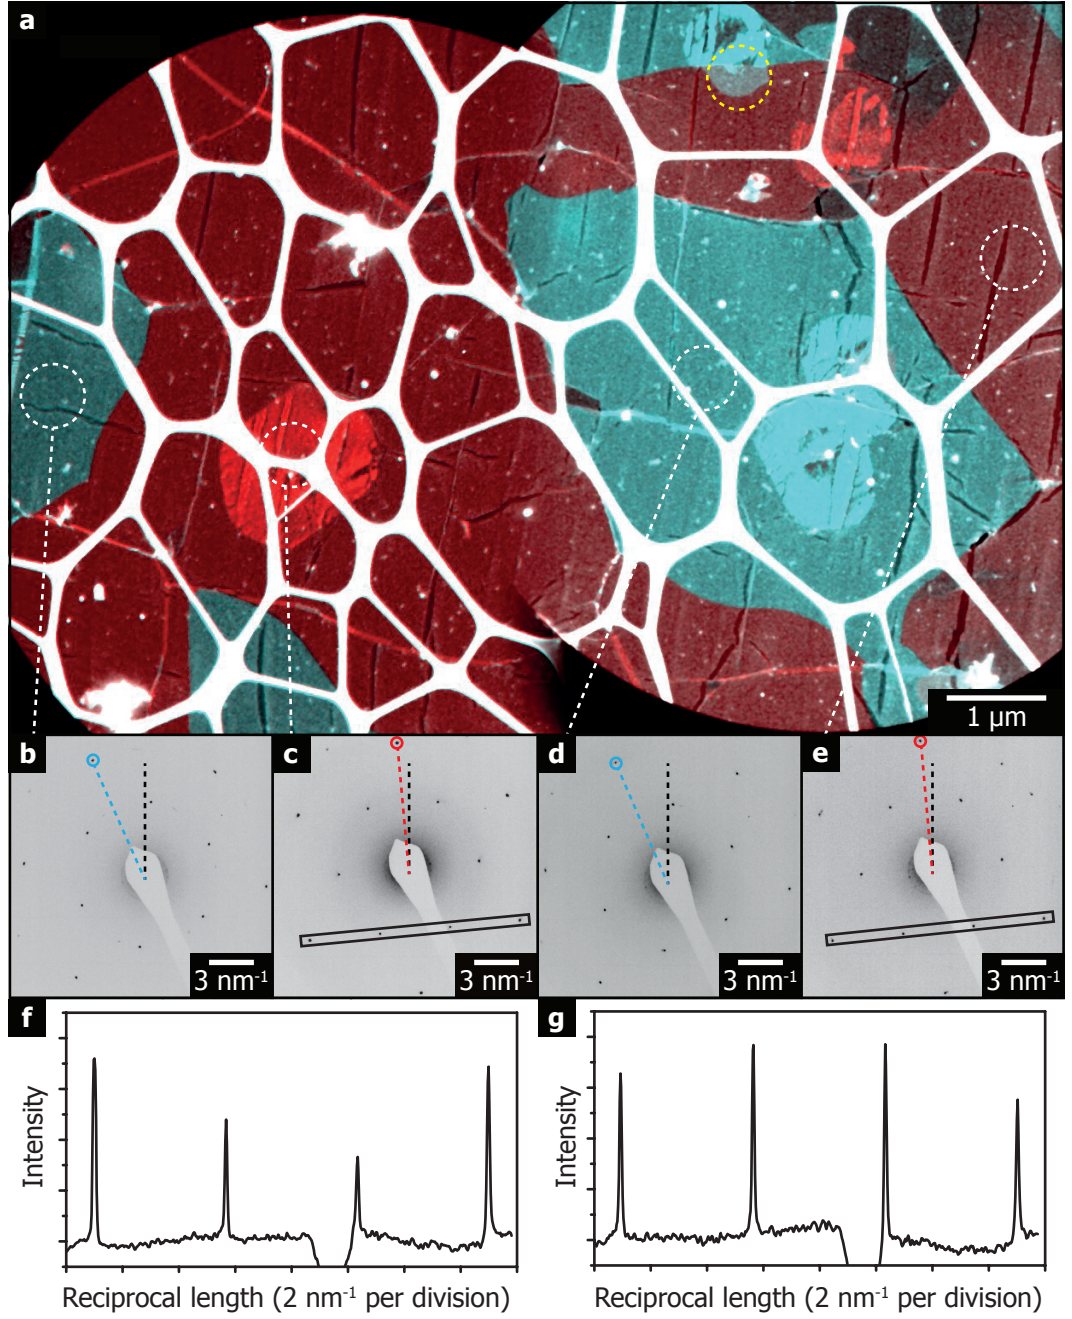 a
1 µm
b
c
d
e
3 nm-1
3 nm-1
3 nm-1
3 nm-1
f
g
Intensity
Intensity
Reciprocal length (2 nm-1 per division)
Reciprocal length (2 nm-1 per division)